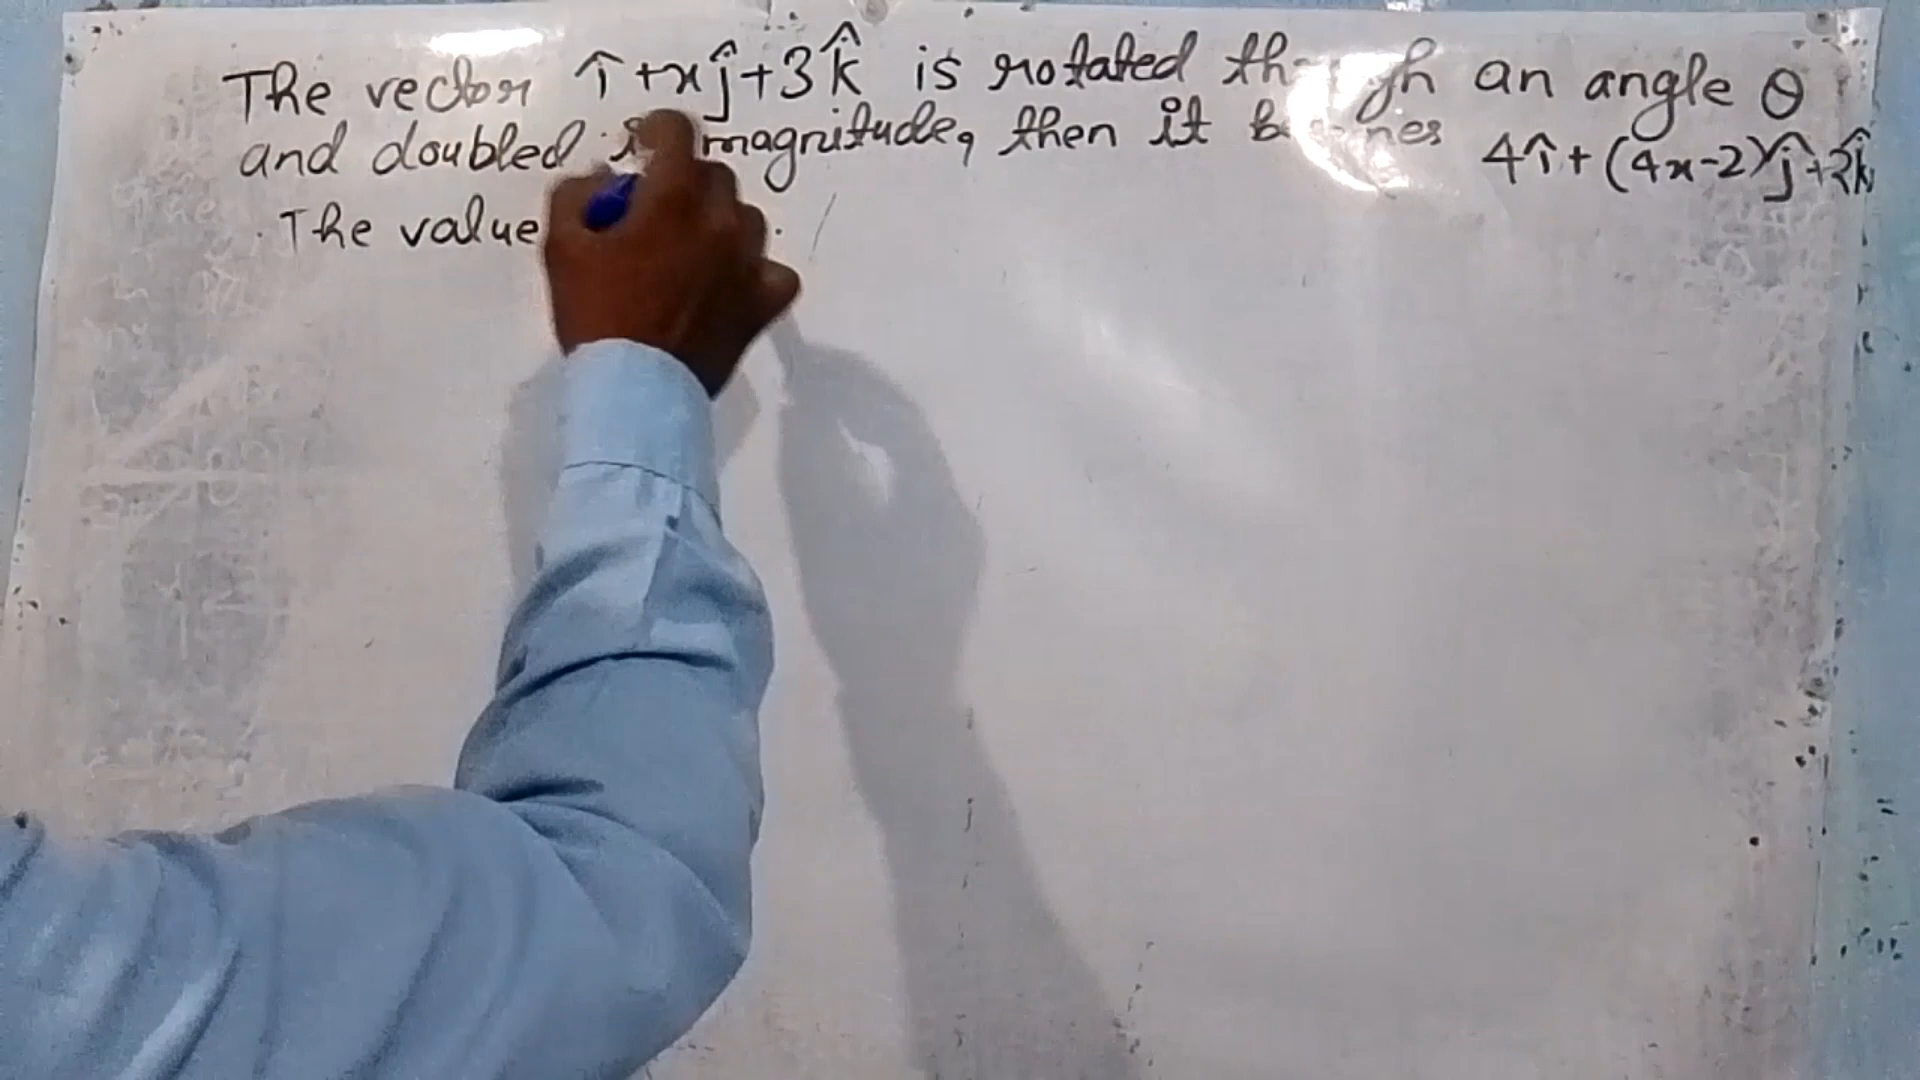 The vector î + xĵ + 3k̂ is rotated an angle θ
and doubled magnitude, then it 4î + (4x-2)ĵ + 2k̂
The value